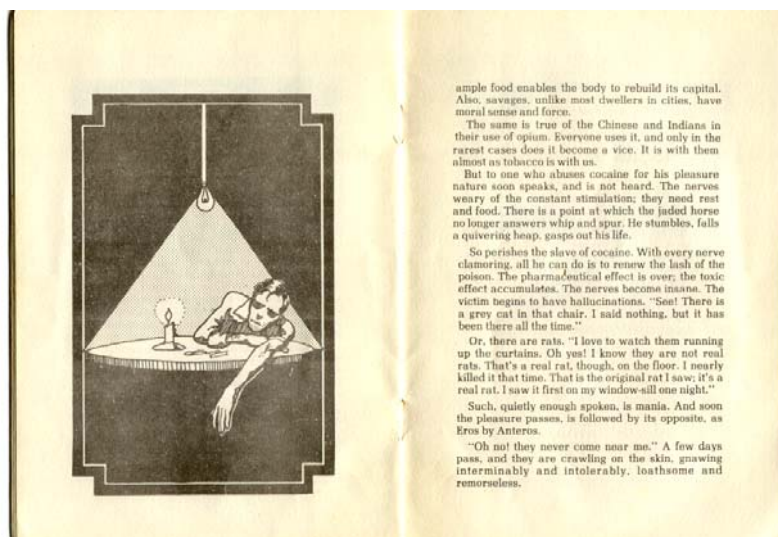 ample food enables the body to rebuild its capital.
Also, savages, unlike most dwellers in cities, have
moral sense and force.
The same is true of the Chinese and Indians in
their use of opium. Everyone uses it, and only in the
rarest cases does it become a vice. It is with them
almost as tobacco is with us.
But to one who abuses cocaine for his pleasure
nature soon speaks, and is not heard. The nerves
weary of the constant stimulation; they need rest
and food. There is a point at which the jaded horse
no longer answers whip and spur. He stumbles, falls
a quivering heap, gasps out his life.
So perishes the slave of cocaine. With every nerve
clamoring, all he can do is to renew the lash of the
poison. The pharmaceutical effect is over; the toxic
effect accumulates. The nerves become insane. The
victim begins to have hallucinations. "See! There is
a grey cat in that chair. I said nothing, but it has
been there all the time."
Or, there are rats. "I love to watch them running
up the curtains. Oh yes! I know they are not real
rats. That's a real rat, though, on the floor. I nearly
killed it that time. That is the original rat I saw; it's a
real rat. I saw it first on my window-sill one night."
Such, quietly enough spoken, is mania. And soon
the pleasure passes, is followed by its opposite, as
Eros by Anteros.
"Oh no! they never come near me." A few days
pass, and they are crawling on the skin, gnawing
interminably and intolerably, loathsome and
remorseless.